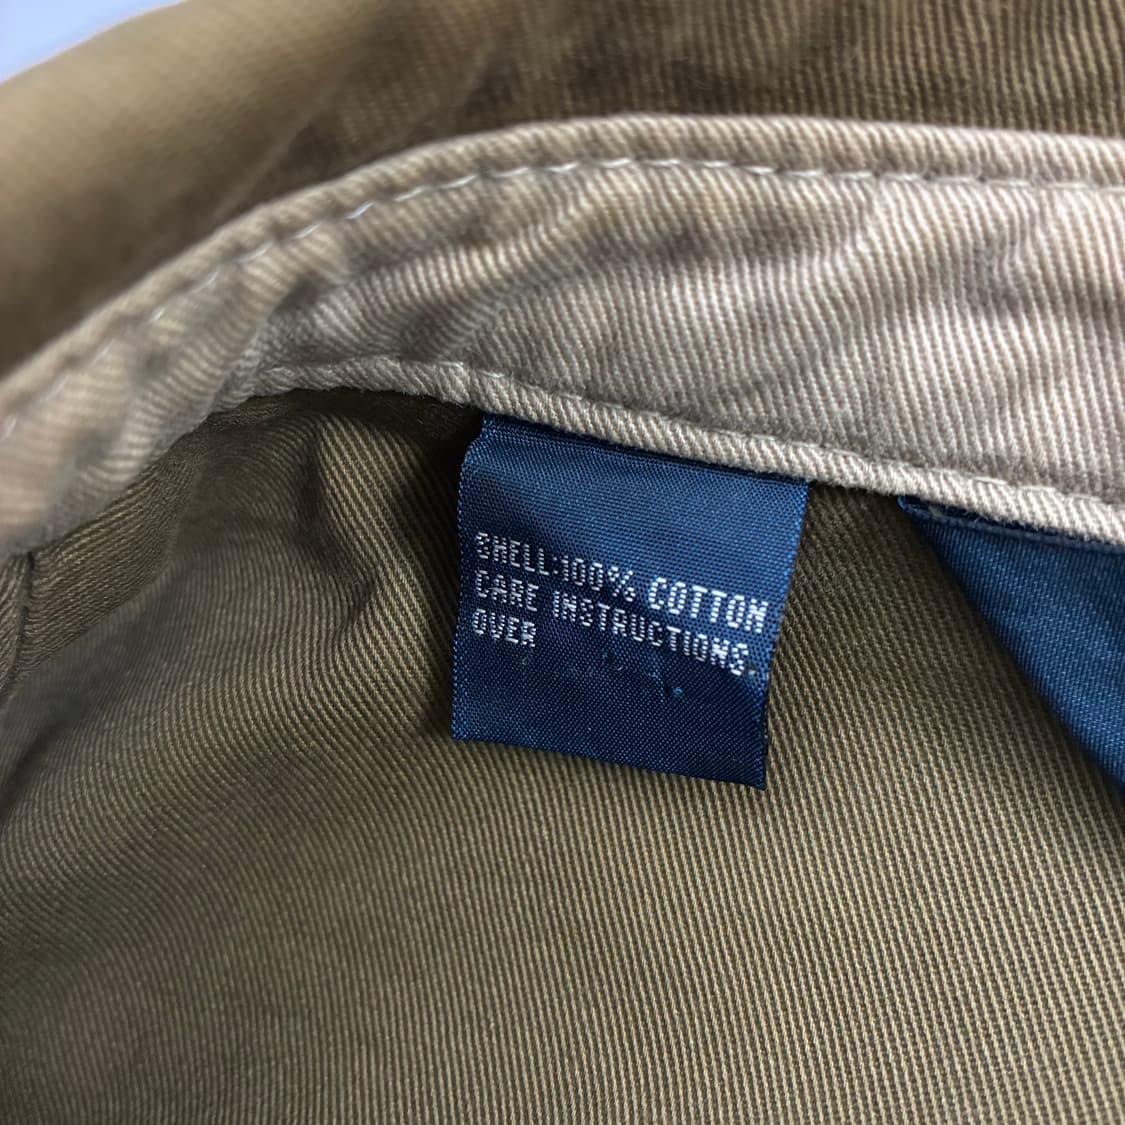 SHELL:100% COTTON
CARE INSTRUCTIONS.
OVER